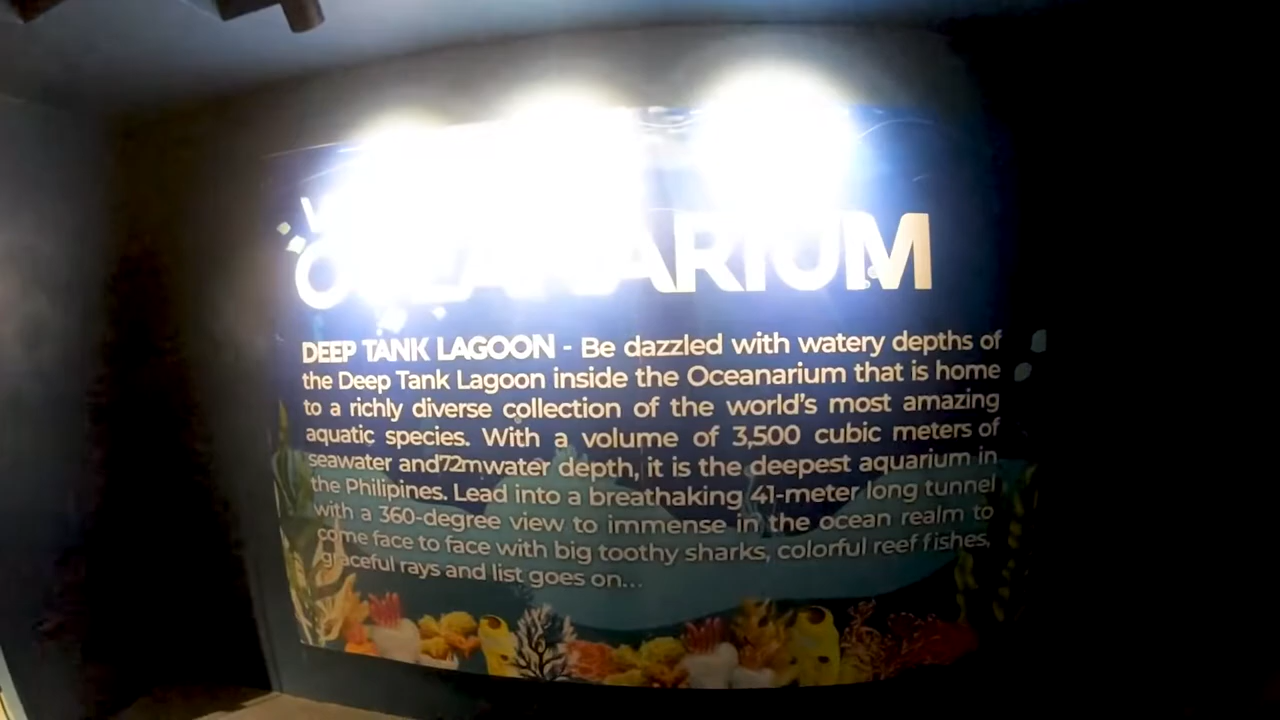 OCEANARIUM
DEEP TANK LAGOON - Be dazzled with watery depths of
the Deep Tank Lagoon inside the Oceanarium that is home
to a richly diverse collection of the world's most amazing
aquatic species. With a volume of 3,500 cubic meters of
seawater and72mwater depth, it is the deepest aquarium in
the Philipines. Lead into a breathaking 41-meter long tunnel
with a 360-degree view to immense in the ocean realm to
come face to face with big toothy sharks, colorful reef fishes,
graceful rays and list goes on...